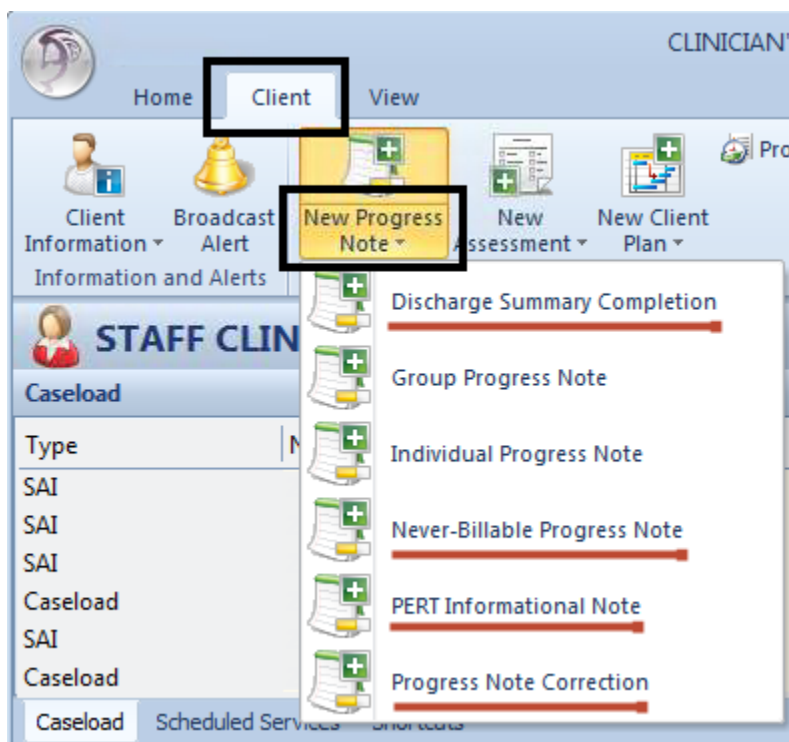 CLINICIAN'
Home Client View
Pro
Client Information
Broadcast Alert
New Progress Note
New Assessment
New Client Plan
Information and Alerts
STAFF CLIN
Discharge Summary Completion
Group Progress Note
Individual Progress Note
Never-Billable Progress Note
PERT Informational Note
Progress Note Correction
Caseload
Type N
SAI
SAI
SAI
Caseload
SAI
Caseload
Caseload Scheduled Services Shortcuts